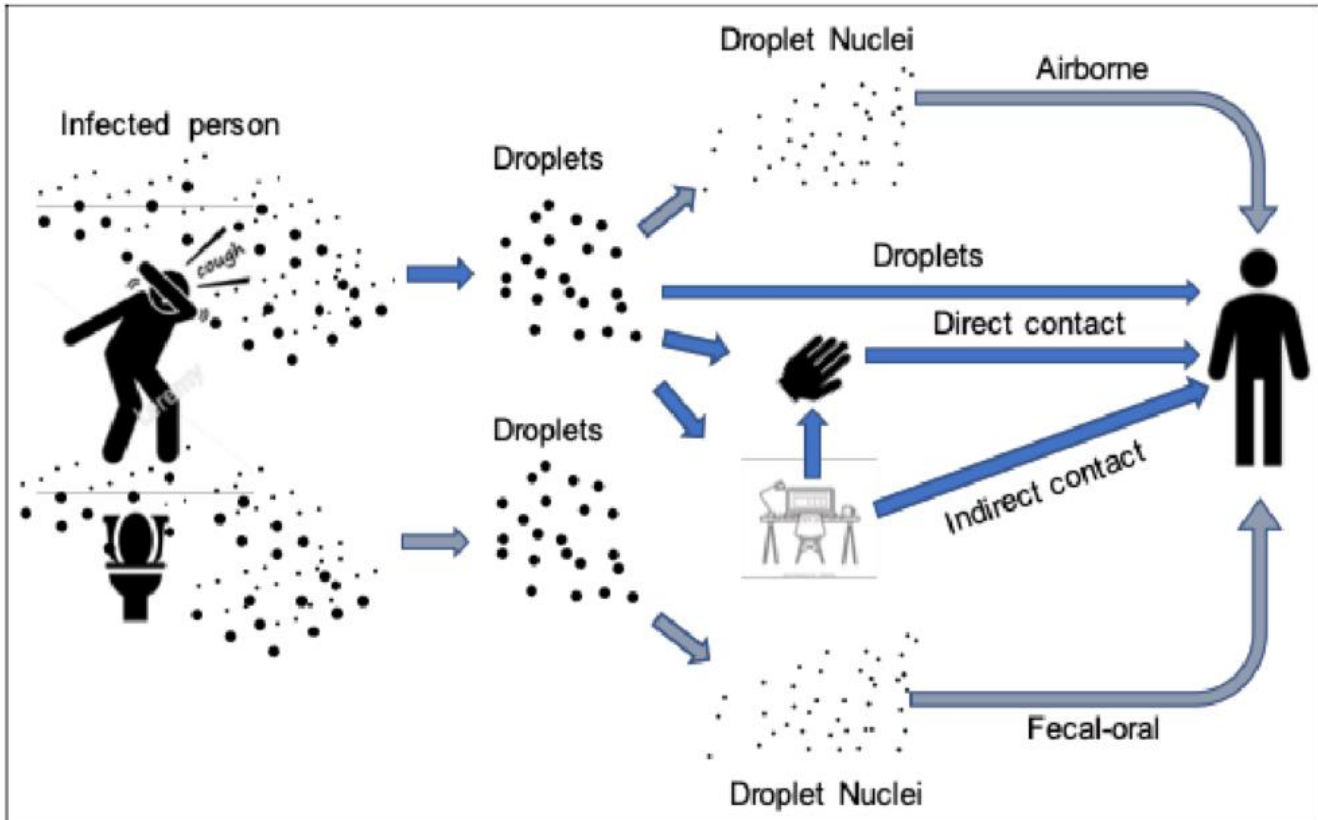 Droplet Nuclei
Airborne
Infected person
Droplets
cough
Droplets
Direct contact
Droplets
Indirect contact
Fecal-oral
Droplet Nuclei